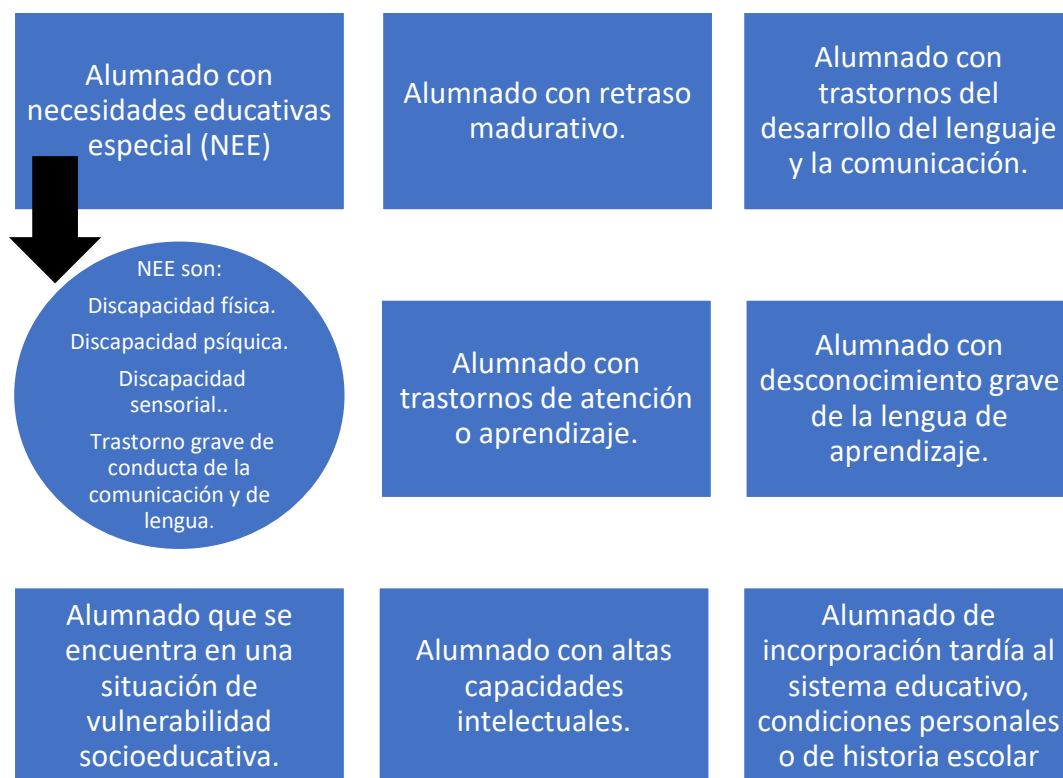 Alumnado con
necesidades educativas
especial (NEE)
Alumnado con retraso
madurativo.
Alumnado con
trastornos del
desarrollo del lenguaje
y la comunicación.
NEE son:
Discapacidad física.
Discapacidad psíquica.
Discapacidad
sensorial..
Trastorno grave de
conducta de la
comunicación y de
lengua.
Alumnado con
trastornos de atención
o aprendizaje.
Alumnado con
desconocimiento grave
de la lengua de
aprendizaje.
Alumnado que se
encuentra en una
situación de
vulnerabilidad
socioeducativa.
Alumnado con altas
capacidades
intelectuales.
Alumnado de
incorporación tardía al
sistema educativo,
condiciones personales
o de historia escolar